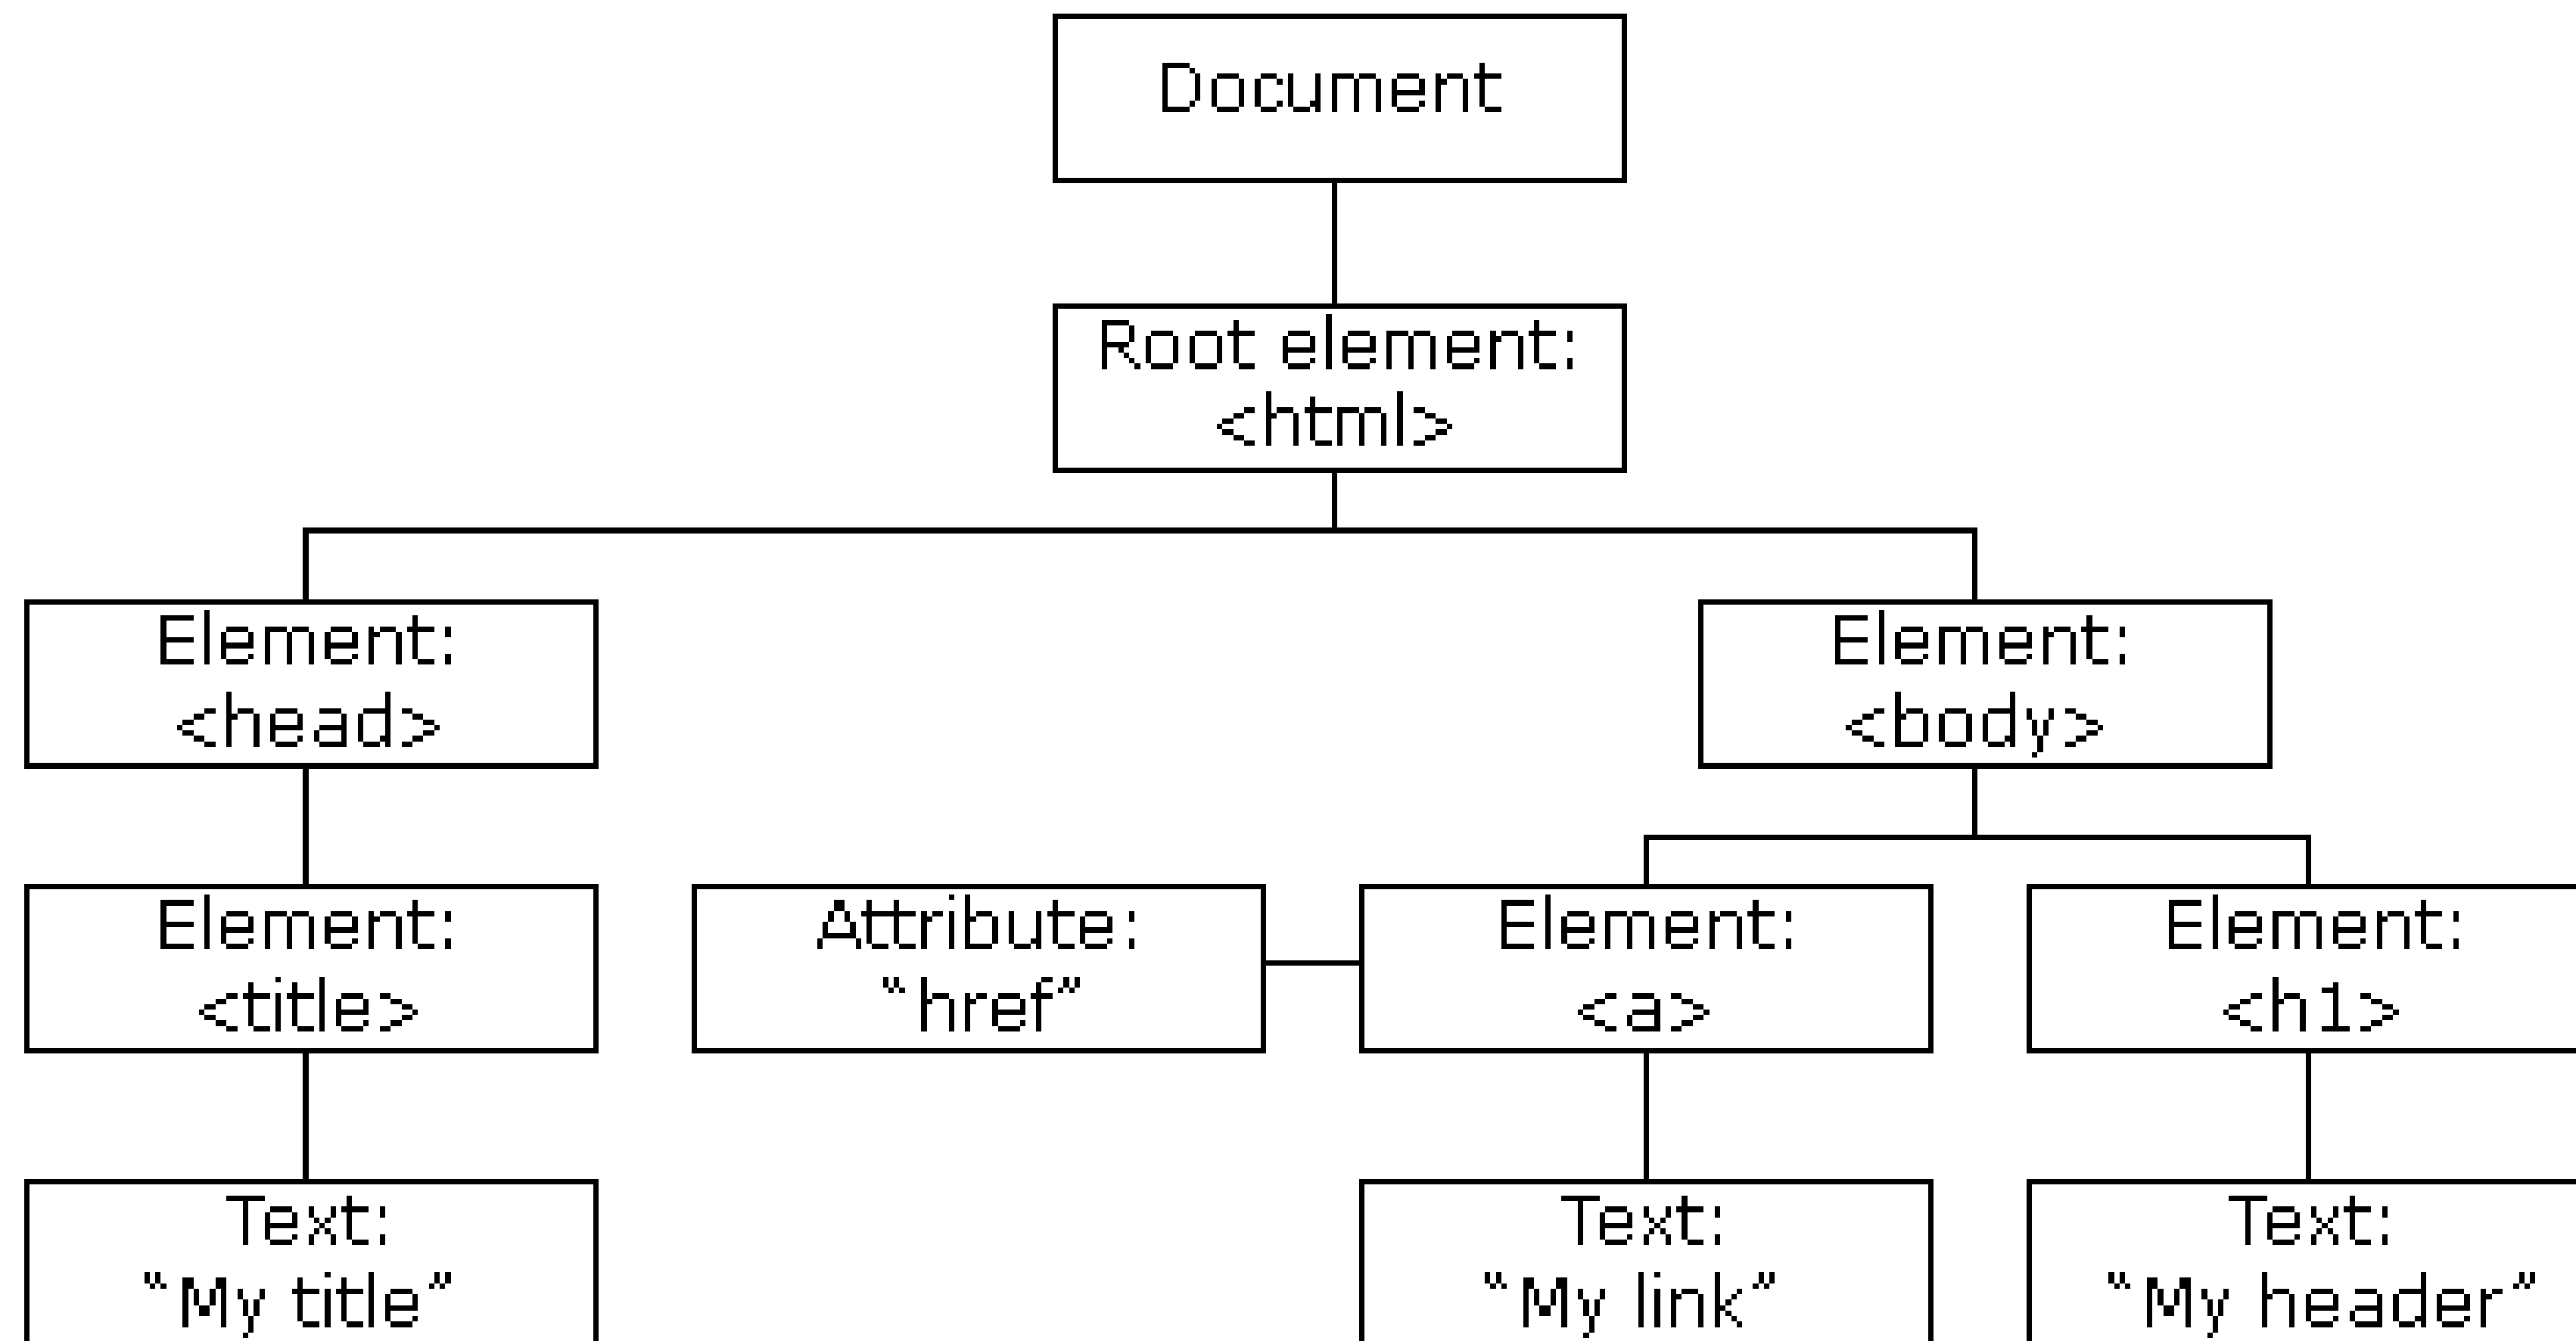 Document
Root element:
<html>
Element:
<head>
Element:
<body>
Element:
<title>
Attribute:
“href”
Element:
<a>
Element:
<h1>
Text:
“My title”
Text:
“My link”
Text:
“My header”